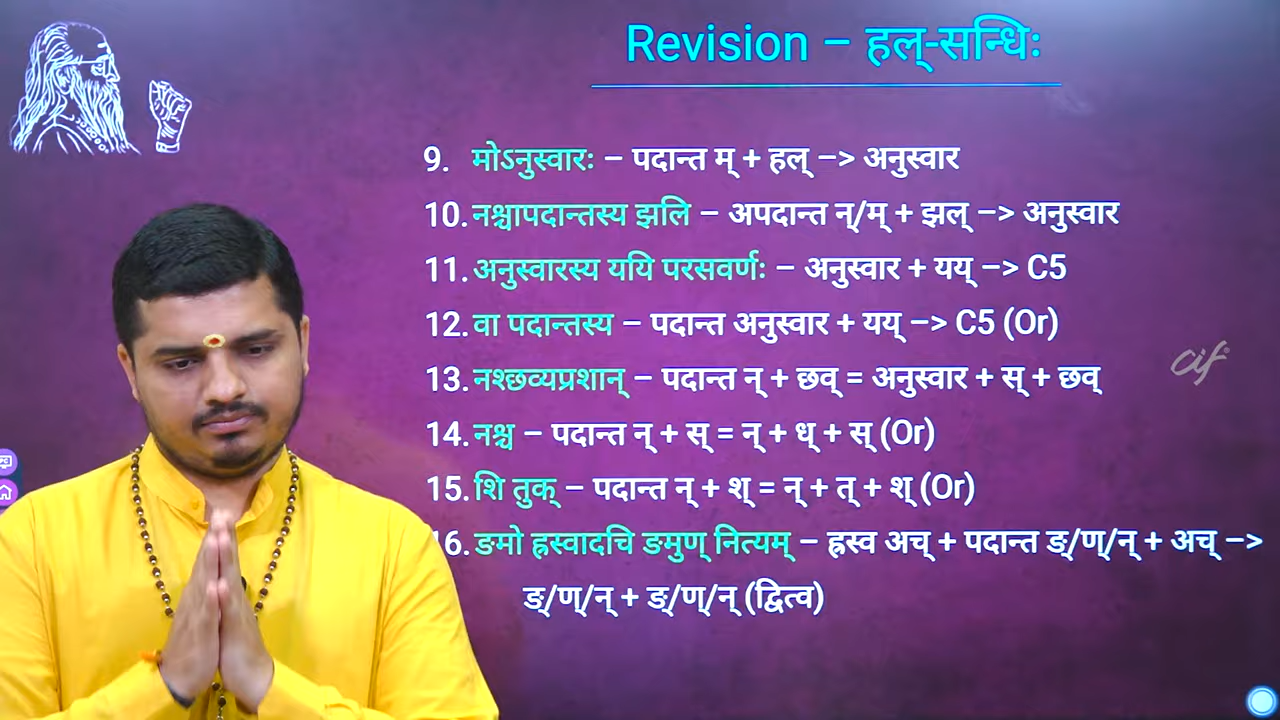 Revision – हल्-सन्धिः
9. मोऽनुस्वारः – पदान्त म् + हल् –> अनुस्वार
10. नश्चापदान्तस्य झलि – अपदान्त न्/म् + झल् –> अनुस्वार
11. अनुस्वारस्य ययि परसवर्णः – अनुस्वार + यय् –> C5
12. वा पदान्तस्य – पदान्त अनुस्वार + यय् –> C5 (Or)
13. नश्छव्यप्रशान् – पदान्त न् + छव् = अनुस्वार + स् + छव्
14. नश्च – पदान्त न् + स् = न् + ध् + स् (Or)
15. शि तुक् – पदान्त न् + श् = न् + त् + श् (Or)
16. ङमो ह्रस्वादचि ङमुण् नित्यम् – ह्रस्व अच् + पदान्त ङ्/ण्/न् + अच् –>
ङ्/ण्/न् + ङ्/ण्/न् (द्वित्व)
cif